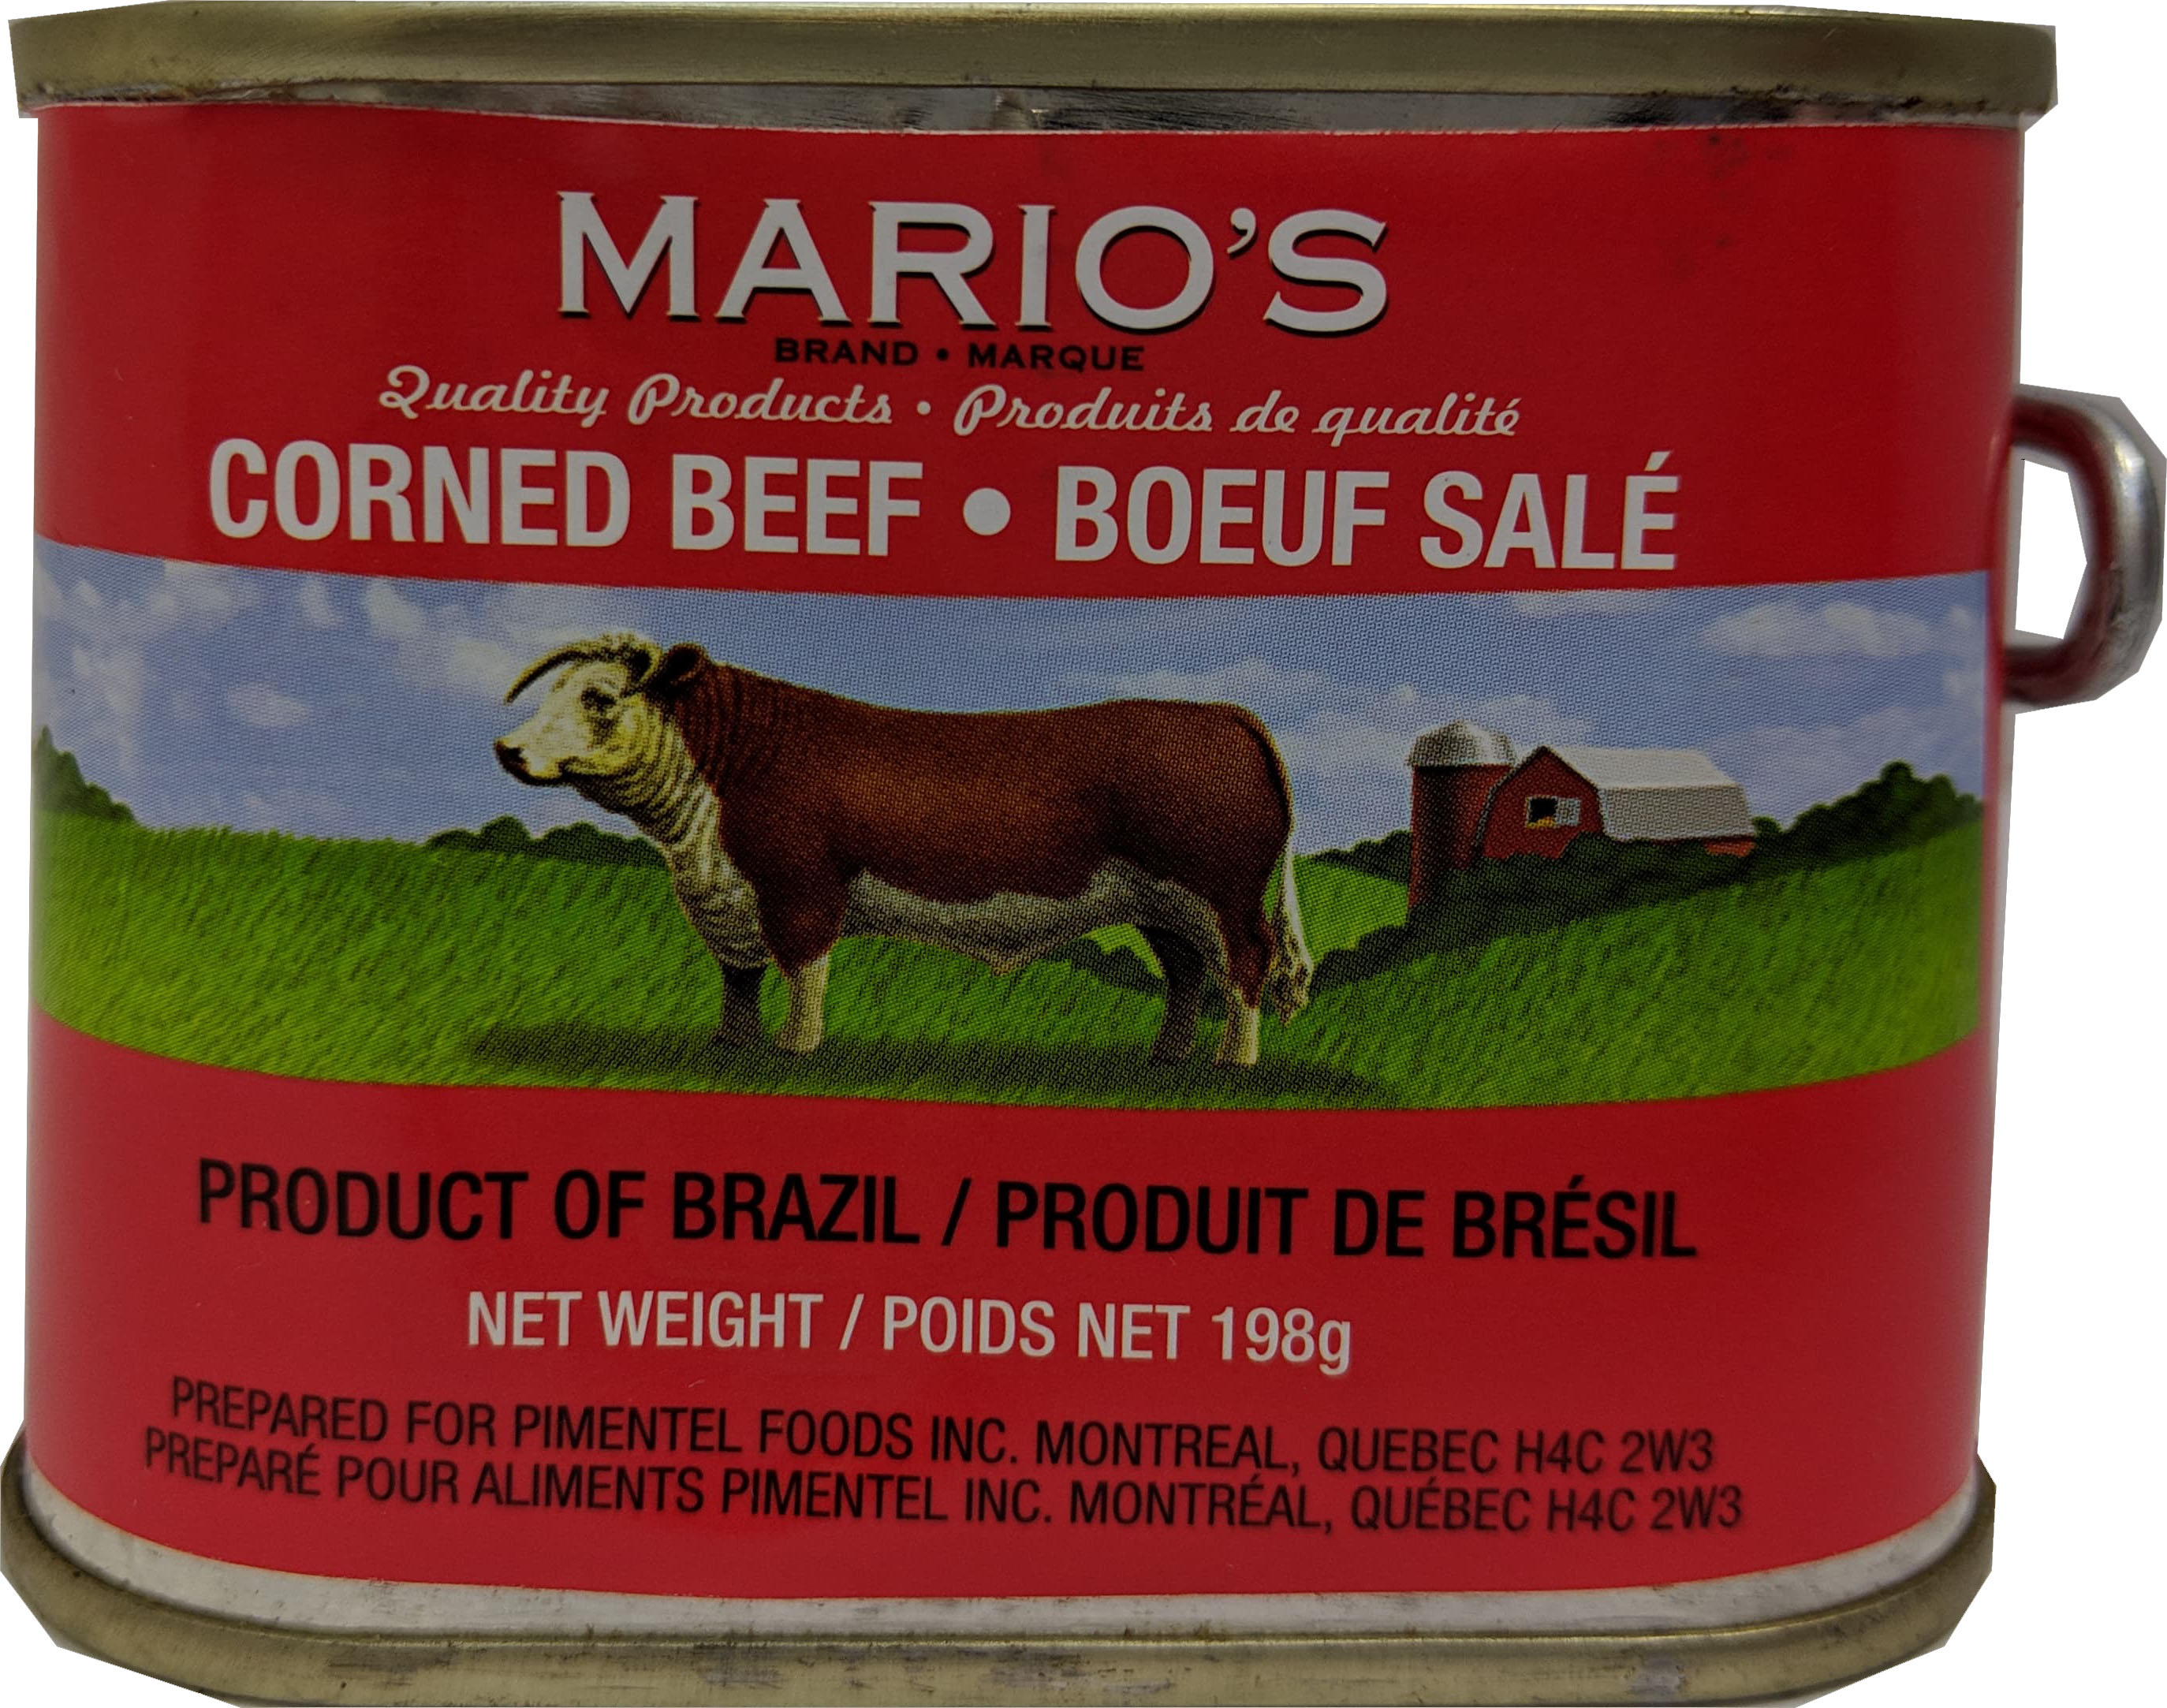 MARIO'S
BRAND • MARQUE
Quality Products • Produits de qualité
CORNED BEEF • BOEUF SALÉ
PRODUCT OF BRAZIL / PRODUIT DE BRÉSIL
NET WEIGHT / POIDS NET 198g
PREPARED FOR PIMENTEL FOODS INC. MONTREAL, QUEBEC H4C 2W3
PREPARÉ POUR ALIMENTS PIMENTEL INC. MONTRÉAL, QUÉBEC H4C 2W3